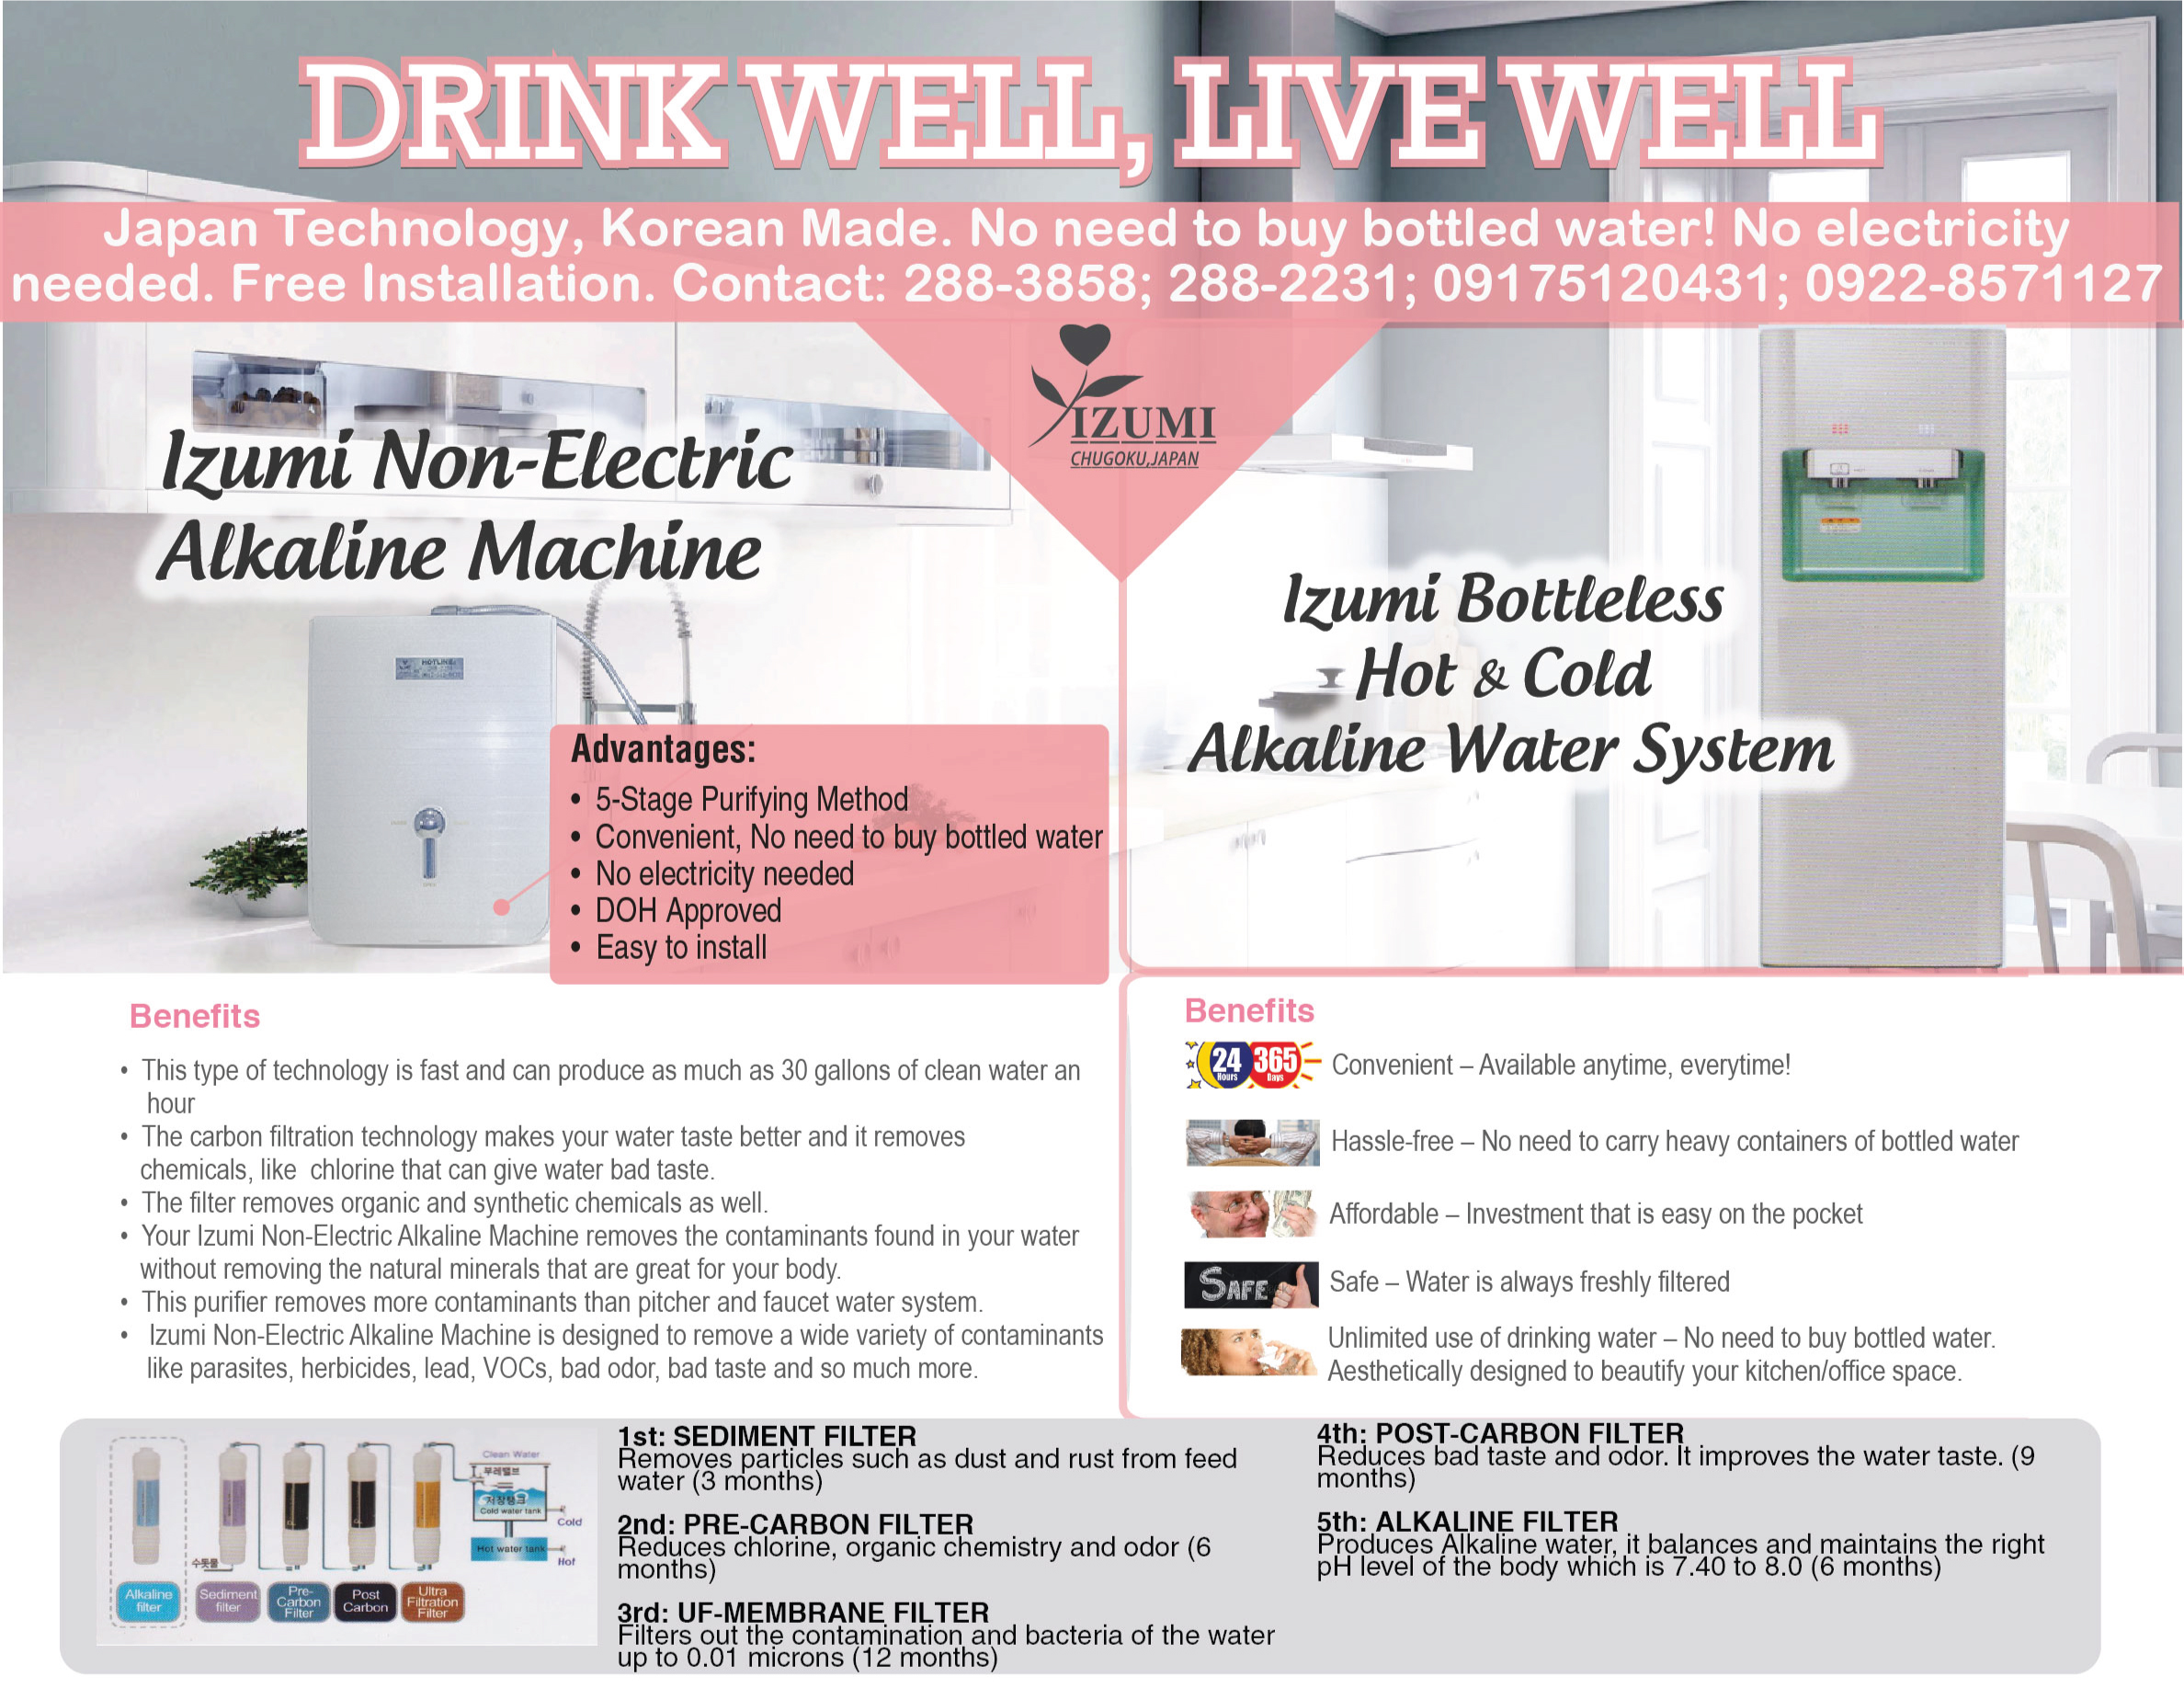 DRINK WELL, LIVE WELL
Japan Technology, Korean Made. No need to buy bottled water! No electricity
needed. Free Installation. Contact: 288-3858; 288-2231; 09175120431; 0922-8571127
IZUMI
CHUGOKU,JAPAN
Izumi Non-Electric
Alkaline Machine
HOTLINE:
Advantages:
• 5-Stage Purifying Method
• Convenient, No need to buy bottled water
• No electricity needed
• DOH Approved
• Easy to install
Izumi Bottleless
Hot & Cold
Alkaline Water System
Benefits
• This type of technology is fast and can produce as much as 30 gallons of clean water an
hour
• The carbon filtration technology makes your water taste better and it removes
chemicals, like chlorine that can give water bad taste.
• The filter removes organic and synthetic chemicals as well.
• Your Izumi Non-Electric Alkaline Machine removes the contaminants found in your water
without removing the natural minerals that are great for your body.
• This purifier removes more contaminants than pitcher and faucet water system.
• Izumi Non-Electric Alkaline Machine is designed to remove a wide variety of contaminants
like parasites, herbicides, lead, VOCs, bad odor, bad taste and so much more.
Benefits
24 Hours 365 Days
Convenient – Available anytime, everytime!
Hassle-free – No need to carry heavy containers of bottled water
Affordable – Investment that is easy on the pocket
SAFE
Safe – Water is always freshly filtered
Unlimited use of drinking water – No need to buy bottled water.
Aesthetically designed to beautify your kitchen/office space.
Clean Water
부레밸브
저장탱크
Cold water tank
Cold
Hot water tank
Hot
수돗물
Alkaline
filter
Sediment
filter
Pre-
Carbon
Filter
Post
Carbon
Ultra
Filtration
Filter
1st: SEDIMENT FILTER
Removes particles such as dust and rust from feed
water (3 months)
2nd: PRE-CARBON FILTER
Reduces chlorine, organic chemistry and odor (6
months)
3rd: UF-MEMBRANE FILTER
Filters out the contamination and bacteria of the water
up to 0.01 microns (12 months)
4th: POST-CARBON FILTER
Reduces bad taste and odor. It improves the water taste. (9
months)
5th: ALKALINE FILTER
Produces Alkaline water, it balances and maintains the right
pH level of the body which is 7.40 to 8.0 (6 months)